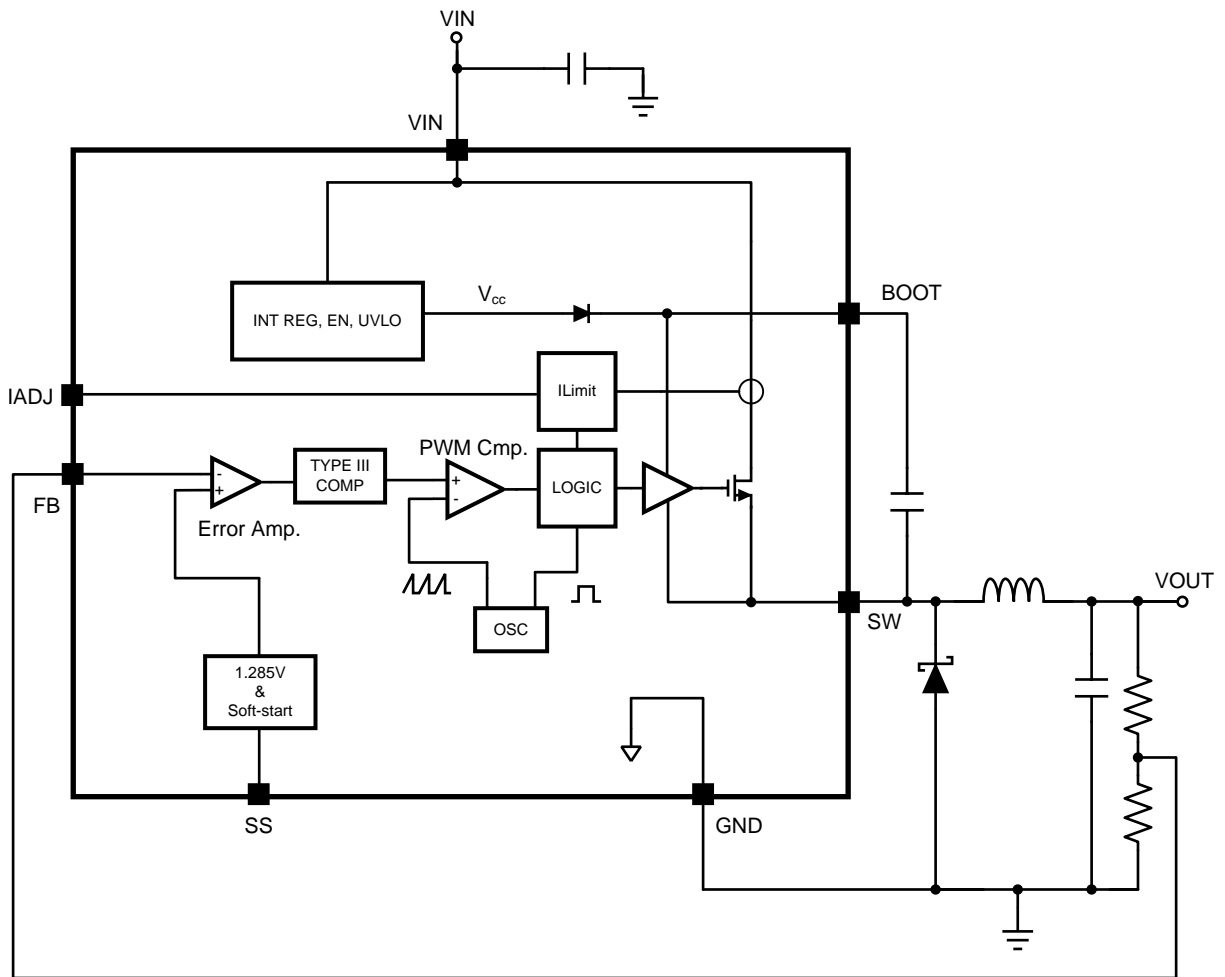 VIN
VIN
V_cc
BOOT
INT REG, EN, UVLO
IADJ
ILimit
PWM Cmp.
FB
-
+
TYPE III
COMP
+
-
LOGIC
Error Amp.
OSC
VOUT
SW
1.285V
&
Soft-start
SS
GND